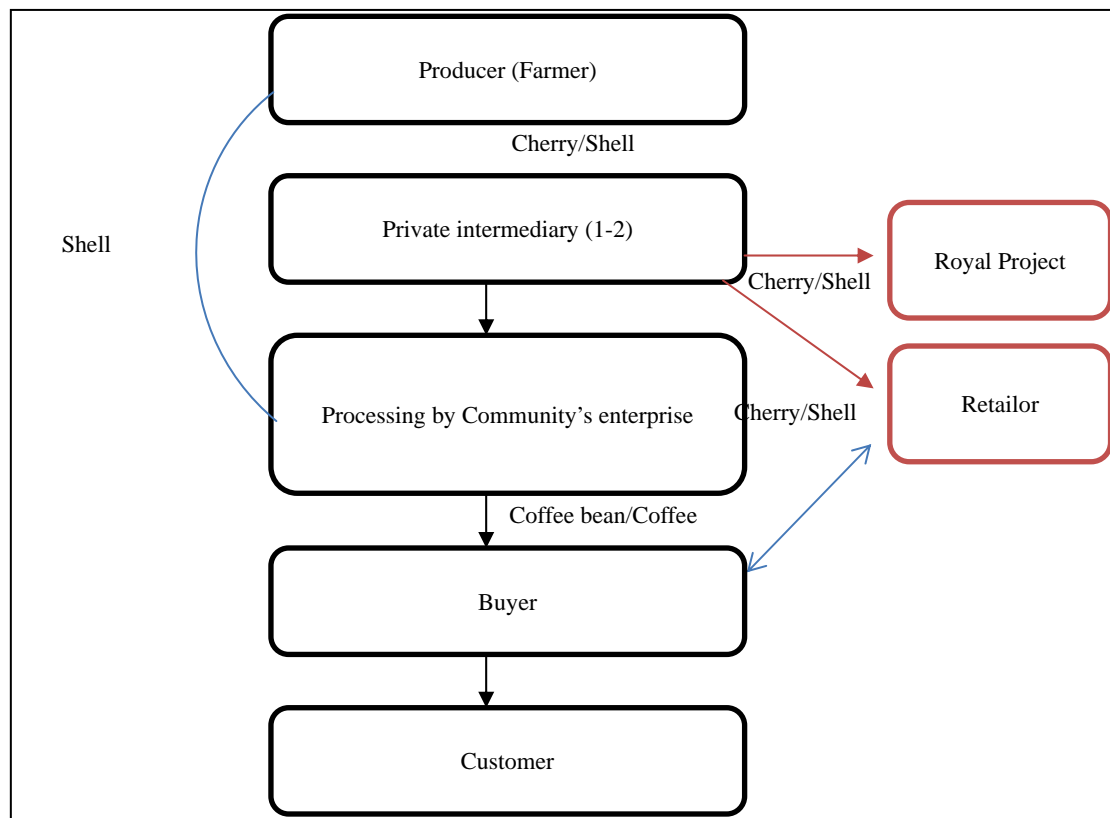 Producer (Farmer)
Cherry/Shell
Private intermediary (1-2)
Shell
Royal Project
Cherry/Shell
Processing by Community’s enterprise
Cherry/Shell
Retailor
Coffee bean/Coffee
Buyer
Customer